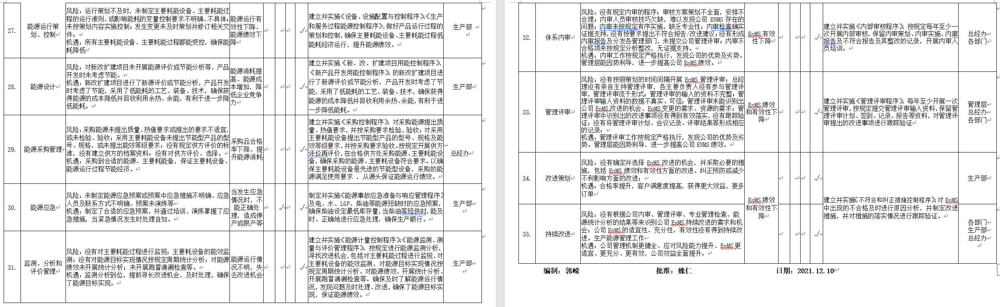 27.
能源运行策
划、控制
风险：运行策划不及时，未制定主要耗能设备、主要耗能过
程的运行准则，或影响能耗的变量控制要求不明确、不具体；
未按策划内容实施控制；发生变更未及时策划并修订相关文
件；
机遇：所有主要耗能设备、主要耗能过程都能受控，确保能
耗降低
能源运行有
效性下降、
能源绩效下
降
√
建立并实施《设备、设施配置与控制程序》《生产
和服务过程能源控制程序》，做好产品运行过程的
策划和控制，确保主要耗能设备、主要耗能过程低
能耗经济运行，提升能源绩效。
生产部
28.
能源设计
风险：对新改扩建项目未开展能源评价或节能分析等，产品
开发时未考虑节能。
机遇：新改扩建项目进行了新源评价或节能分析，产品开发
时考虑了节能，采用了低能耗的工艺、装备、技术，确保获
得能源的成本降低并回收利用余热、余能，有利于进一步降
低能耗。
能源消耗提
高、能源成
本增加，降
低企业竞争
力
√
建立并实施《新、改、扩建项目用能控制程序》、
《新产品开发用能控制程序》，的新改扩建项目进
行了新源评价或节能分析，产品开发时考虑了节
能，采用了低能耗的工艺、装备、技术，确保获得
能源的成本降低并回收利用余热、余能，有利于进
一步降低能耗。
生产部
29.
能源采购管理
风险：采购能源未提出质量、热值要求或提出的要求不适宜，
或未检验、验收；采用主要耗能设备未提出节能型产品的型
号、规格，或未提出能效等级要求；没有规定供方评价的标
准，没有建立供方的档案资料；没有对供方评价、选择。
机遇：采购到合适的能源、主要耗能备，保证主要耗设备、
能源运行过程节能经济。
采购品合格
率下降、提
升能源消耗
√
建立并实施《采购控制程序》，对采购能源提出质
量、热值要求，并按采购要求检验、验收；对采用
主要耗能设备提出节能型产品的型号、规格及能
效等级要求，并按采购要求验收。按规定开展供方
评价再评价，在合格供方处采购能源、主要耗能设
备，确保采购的能源、主要耗设备符合要求。以确
保主要耗能设备是先进的节能型设备，采购的能
源满足使用要求 ，从源头保证能源运行绩效。
总经办
30.
能源应急
风险：未制定能源应急预案或预案中应急措施不明确、应急
人员及联系方式不明确、预案未演练等
机遇：制定了合适的应急预案，并通过培训、演练掌握了应
急措施，当紧急情况发生时处理自如。
当发生应急
情况时，不
能正确处
理，造成停
产或限产等
√
√
制定并实施《能源事故应急准备与响应管理程序》
及电、水、LGP、柴油等能源短缺时的应急预案，
确保柴油设定最低库存量，当柴油等短供时，能及
时、正确地进行应急处理，确保生产顺行。
生产部
31.
监测、分析和
评价管理
风险：没有对主要耗能过程进行监视；主要耗设备的能效监
测；没有对能源目标实现情况按规定周期统计分析；对能源
绩效未开展统计分析；未开展跑冒滴漏检查等。
机遇：监测分析到位，提前寻长改进机会，及时处理，确保
了能源目标实现。
能源运行情
况不明，失
去改进机会
√
建立并实施《能源计量控制程序》《能源监测、测
量与评价管理程序》。按规定进行能源监测分析，
寻找改进机会，包括对主要耗能过程进行监视、对
主要耗设备的能效监测、对能源目标实现情况按
规定周期统计分析、对能源绩效、开展统计分析、
开展跑冒滴漏检查等。确保及时了解能源运行情
况，发现问题及时处理、改进，确保了能源目标实
现，保证能源绩效。
生产部
32.
体系内审
风险：没有规定内审的程序；审核方案策划不全面，安排不
合理；内审人员审核技巧欠缺，难以发现公司 ENMS 存在的
问题；内审未按规定有序实施，缺乏专业性；内审检查确实
证据支持，没有按要求提出不符合报告/改进建议；没有形成
内审报告及分发各管理部门，未提交公司管理评审；内审不
合格项未按规定分析整改，无证据支持。
机遇：内审工作按规定严格执行，发现公司的优势及劣势。
管理层能因势利导，进一步提高公司 EnMS 绩效。
EnMS 有效
性下降
√
建立并实施《内部审核程序》，按规定每年至少一
次开展内部审核，保留内审策划、内审实施、内审
报告及不符合报告及其整改的记录，开展内审人
员培训。
总经办
各部门
33.
管理评审
风险：没有按照策划的时间间隔开展 EnMS 管理评审；总经
理没有亲自主持管理评审，各主要负责人没有参与管理评
审，管理评审流于形式；管理评审的输入的资料不完整；管
理评审输入资料的数据不真实、可信；管理评审未能识别出
公司 EnMS 改进的机会、EnMS 变更的需求、资源的需求；管
理评审中识别出的改进事项没有得到有效落实，没有跟踪验
证；没有将管理评审计划、会议记录、评审结果等形成相应
的记录；
机遇：管理评审工作按规定严格执行，发现公司的优势及劣
势。管理层能因势利导，进一步提高公司 ENMS 绩效。
EnMS 绩效
和有效性下
降
√
建立并实施《管理评审程序》，每年至少开展一次
管理评审，按规定提交管理评审输入资料，保留管
理评审计划、签到、记录、报告等资料，对管理评
审提出的改进事项进行跟踪验证
管理层
总经办
各部门
34.
改进策划
风险：没有确定并选择 EnMS 改进的机会，并采取必要的措
施，包括 EnMS 绩效和有效性方面的改进、纠正预防或减少
不利影响方面的改进；
机遇：合格率提升，客户满意度提高，获得更大效益，更多
订单
EnMS 绩效
和有效性下
降
√
建立并实施《不符合和纠正措施控制程序》，对 EnMS
中出现的不合格及时进行原因分析，并制定改进
措施，并对措施的落实情况进行跟踪验证。
生产部
35.
持续改进
风险：没有根据公司内审、管理评审、专业管理检查、能
源统计分析的结果等来识别公司 EnMS 持续改进的需求和机
会；公司 EnMS 的适宜性、充分性、有效性没有得到持续改
进。生产能源管理工作
机遇：公司管理机制更健全、应对风险能力提升、EnMS 更
适宜、更充分、更有效，公司效益全面提升。
√
各部门
生产部
总经办
编制：郭嵘 批准：魏仁 日期：2021.12.10